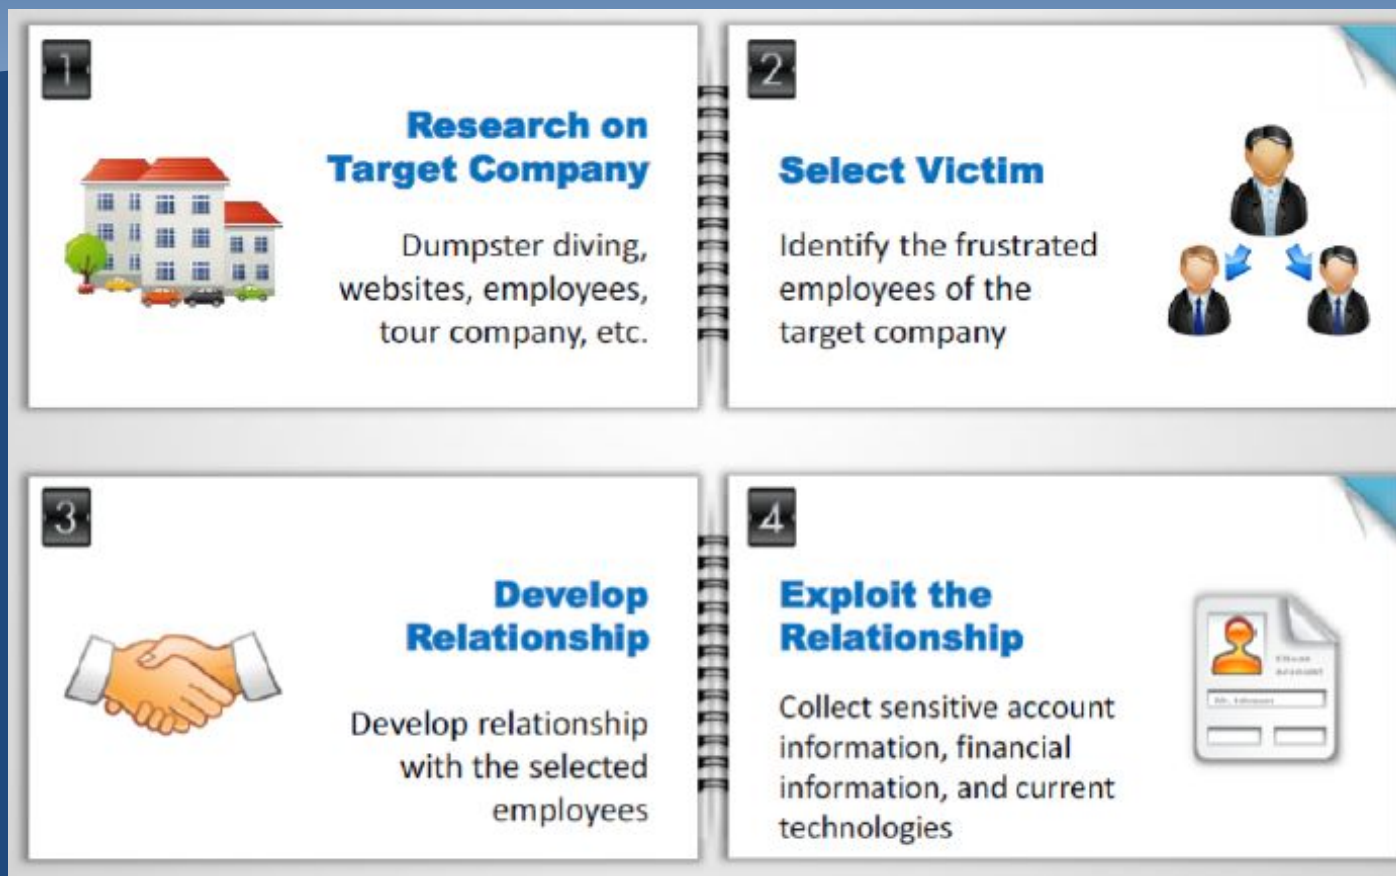 1
Research on
Target Company
Dumpster diving,
websites, employees,
tour company, etc.
2
Select Victim
Identify the frustrated
employees of the
target company
3
Develop
Relationship
Develop relationship
with the selected
employees
4
Exploit the
Relationship
Collect sensitive account
information, financial
information, and current
technologies